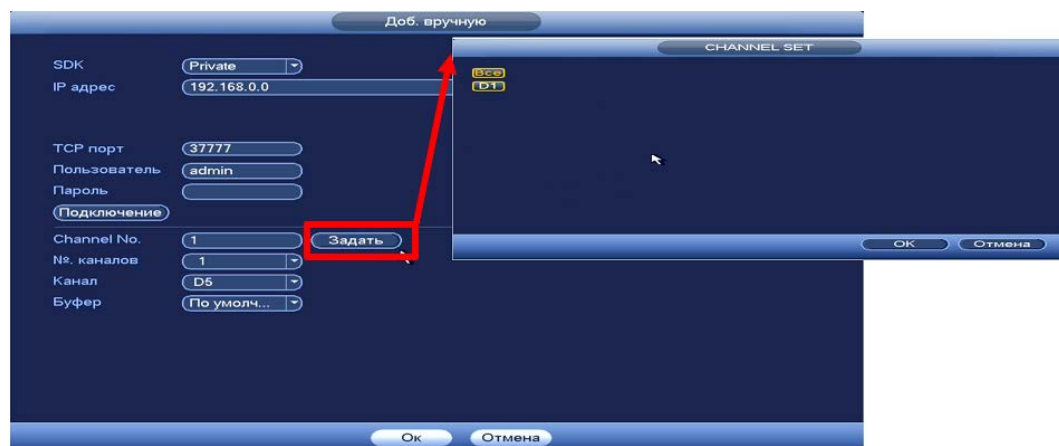 Доб. вручную
SDK Private
IP адрес 192.168.0.0
TCP порт 37777
Пользователь admin
Пароль
Подключение
Channel No. 1 Задать
№. каналов 1
Канал D5
Буфер По умолч...
Ок Отмена
CHANNEL SET
Все
D1
OK Отмена